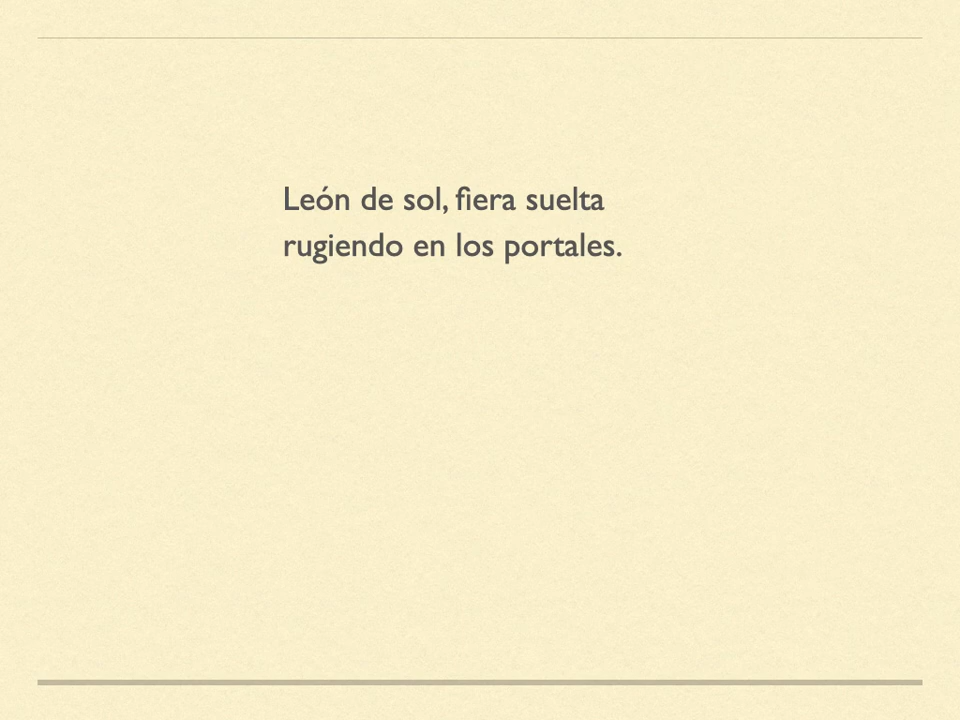 León de sol, fiera suelta
rugiendo en los portales.